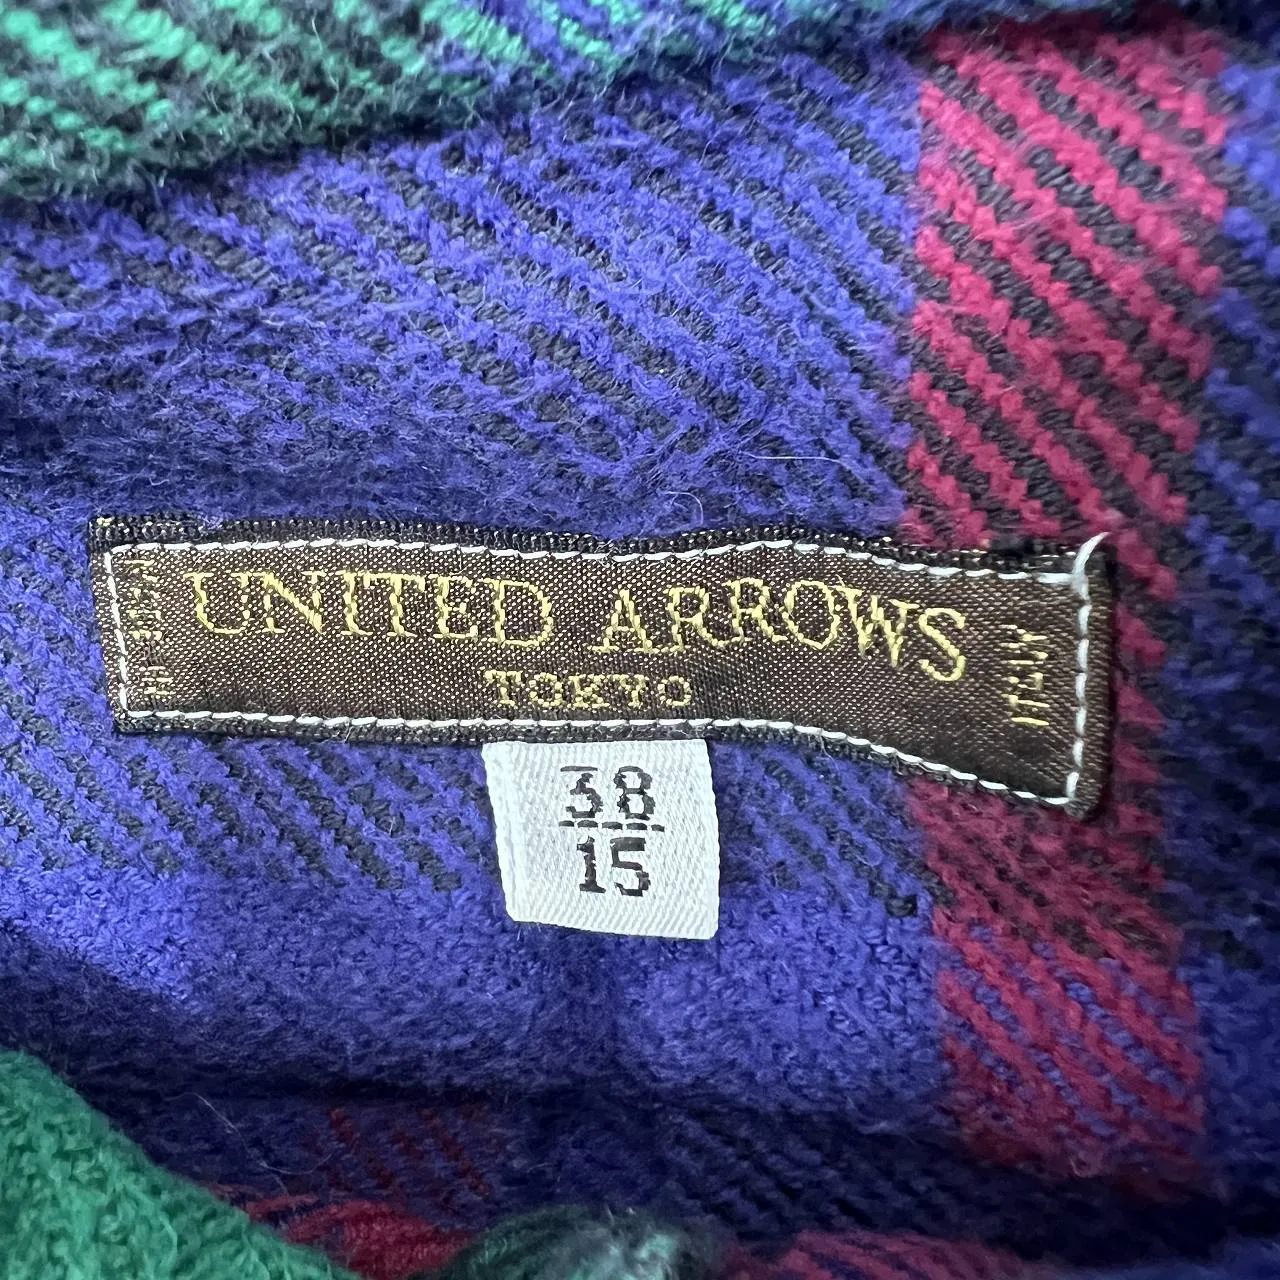 UNITED ARROWS
TOKYO
ITALY
38
15